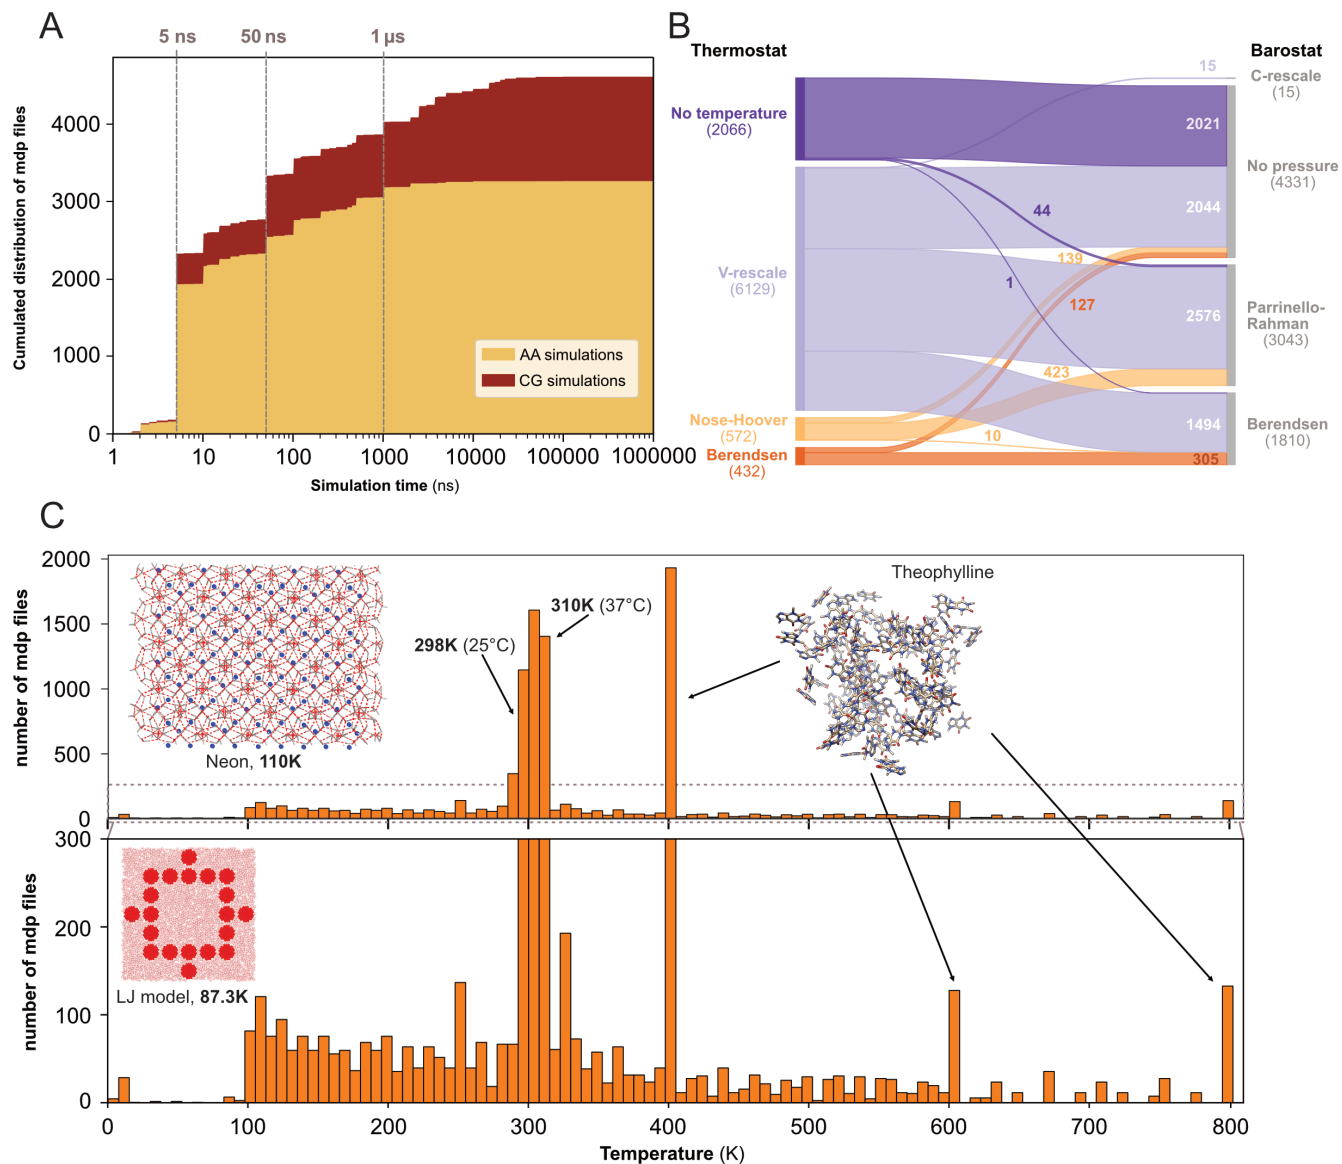 A
5 ns
50 ns
1 µs
Cumulated distribution of mdp files
4000
3000
2000
1000
0
AA simulations
CG simulations
1
10
100
1000
10000
100000
1000000
Simulation time (ns)
B
Thermostat
Barostat
No temperature
(2066)
V-rescale
(6129)
Nose-Hoover
(572)
Berendsen
(432)
15
2021
2044
44
139
1
127
2576
423
1494
10
305
C-rescale
(15)
No pressure
(4331)
Parrinello-
Rahman
(3043)
Berendsen
(1810)
C
number of mdp files
2000
1500
1000
500
0
Neon, 110K
298K (25°C)
310K (37°C)
Theophylline
number of mdp files
300
200
100
0
LJ model, 87.3K
0
100
200
300
400
500
600
700
800
Temperature (K)